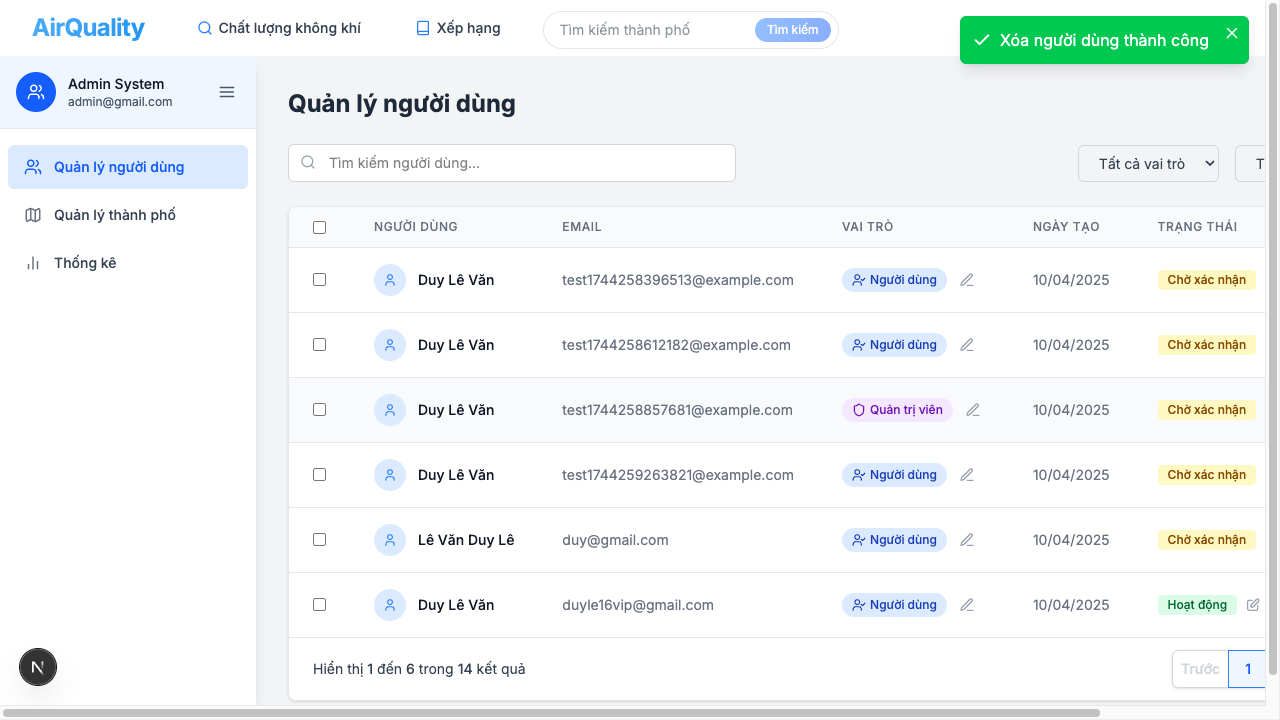 AirQuality
Chất lượng không khí
Xếp hạng
Tìm kiếm thành phố
Tìm kiếm
Xóa người dùng thành công
Admin System
admin@gmail.com
Quản lý người dùng
Quản lý thành phố
Thống kê
Quản lý người dùng
Tìm kiếm người dùng...
Tất cả vai trò
T
NGƯỜI DÙNG EMAIL VAI TRÒ NGÀY TẠO TRẠNG THÁI
Duy Lê Văn test1744258396513@example.com Người dùng 10/04/2025 Chờ xác nhận
Duy Lê Văn test1744258612182@example.com Người dùng 10/04/2025 Chờ xác nhận
Duy Lê Văn test1744258857681@example.com Quản trị viên 10/04/2025 Chờ xác nhận
Duy Lê Văn test1744259263821@example.com Người dùng 10/04/2025 Chờ xác nhận
Lê Văn Duy Lê duy@gmail.com Người dùng 10/04/2025 Chờ xác nhận
Duy Lê Văn duyle16vip@gmail.com Người dùng 10/04/2025 Hoạt động
Hiển thị 1 đến 6 trong 14 kết quả
Trước 1
N